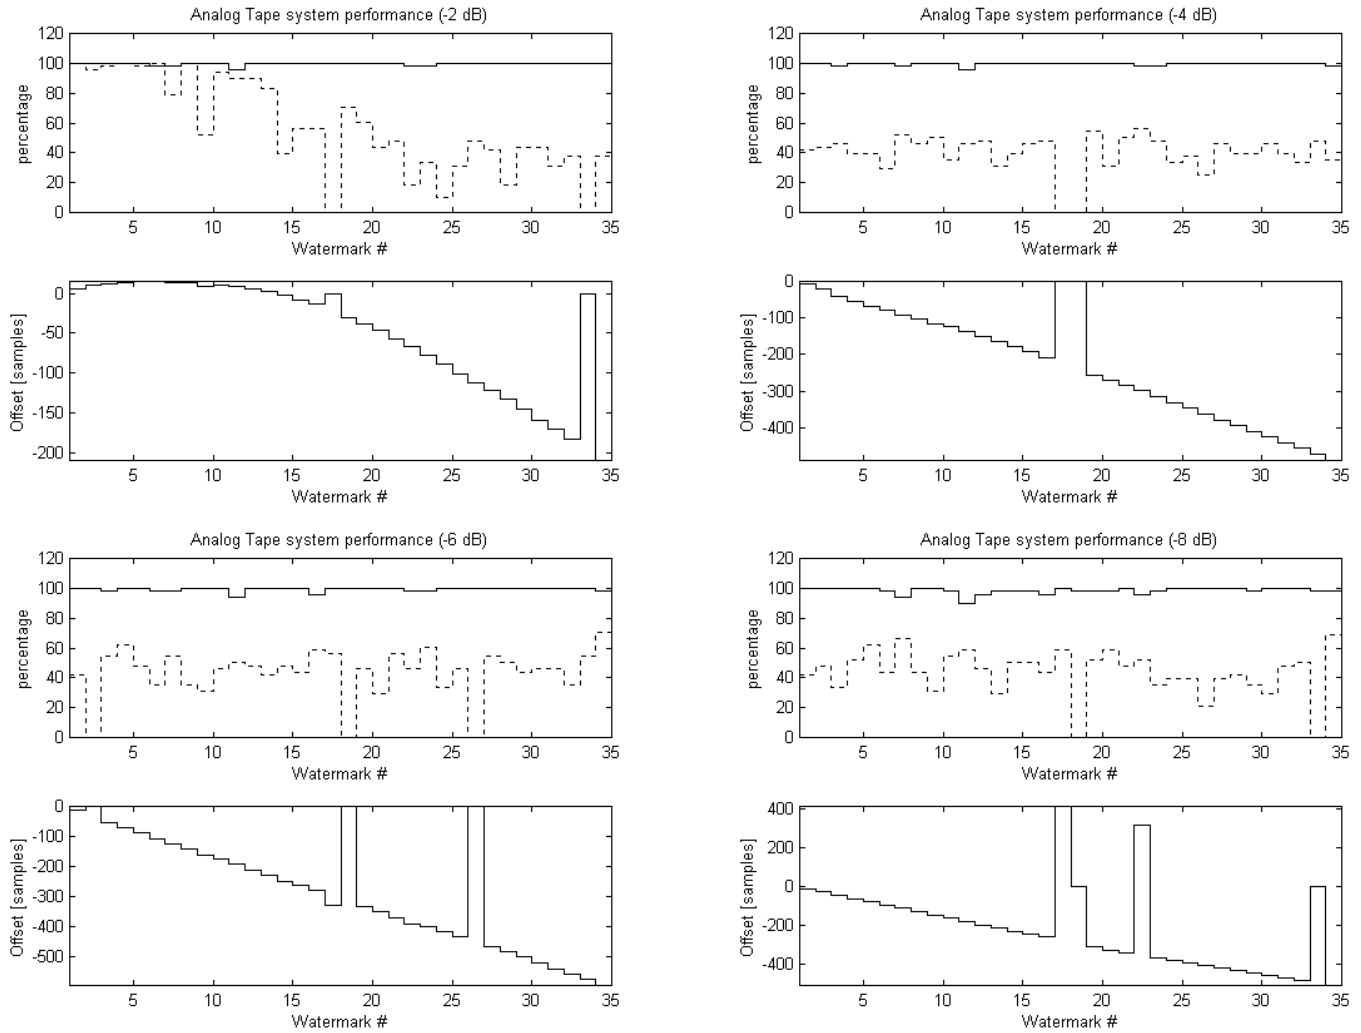 Analog Tape system performance (-2 dB)
120
100
80
60
40
20
0
percentage
5 10 15 20 25 30 35
Watermark #
0
-50
-100
-150
-200
Offset [samples]
5 10 15 20 25 30 35
Watermark #
Analog Tape system performance (-4 dB)
120
100
80
60
40
20
0
percentage
5 10 15 20 25 30 35
Watermark #
0
-100
-200
-300
-400
Offset [samples]
5 10 15 20 25 30 35
Watermark #
Analog Tape system performance (-6 dB)
120
100
80
60
40
20
0
percentage
5 10 15 20 25 30 35
Watermark #
0
-100
-200
-300
-400
-500
Offset [samples]
5 10 15 20 25 30 35
Watermark #
Analog Tape system performance (-8 dB)
120
100
80
60
40
20
0
percentage
5 10 15 20 25 30 35
Watermark #
400
200
0
-200
-400
Offset [samples]
5 10 15 20 25 30 35
Watermark #